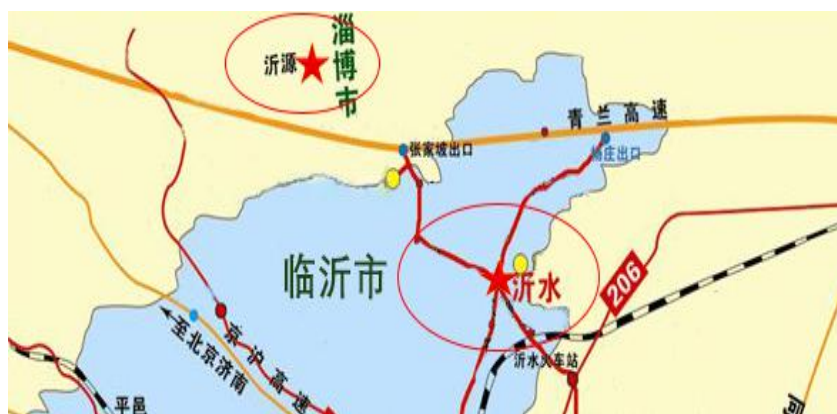 淄博市
沂源
青兰高速
张家坡出口
杨庄出口
临沂市
沂水
206
至北京济南
京沪高速
沂水火车站
平邑